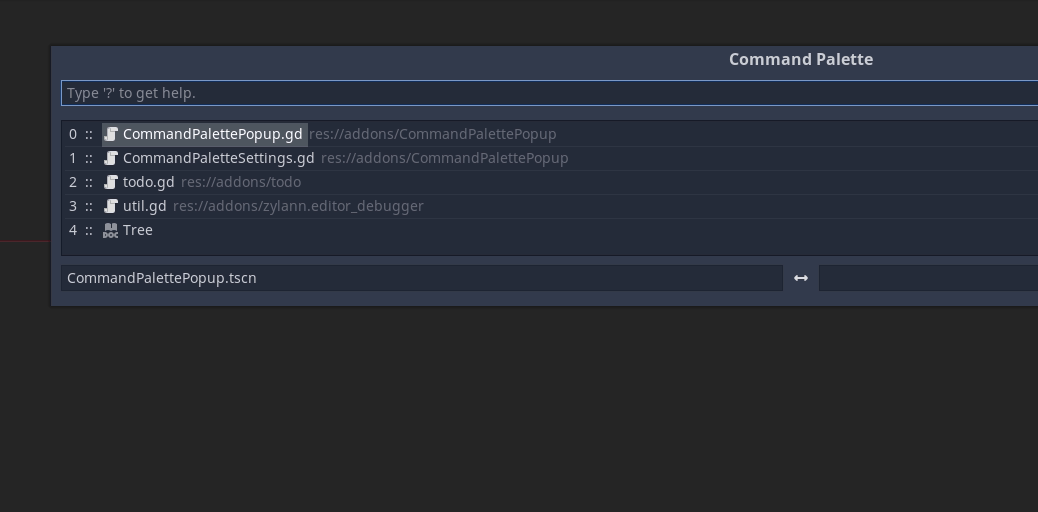 Command Palette
Type '?' to get help.
0 :: CommandPalettePopup.gd res://addons/CommandPalettePopup
1 :: CommandPaletteSettings.gd res://addons/CommandPalettePopup
2 :: todo.gd res://addons/todo
3 :: util.gd res://addons/zylann.editor_debugger
4 :: DOC Tree
CommandPalettePopup.tscn